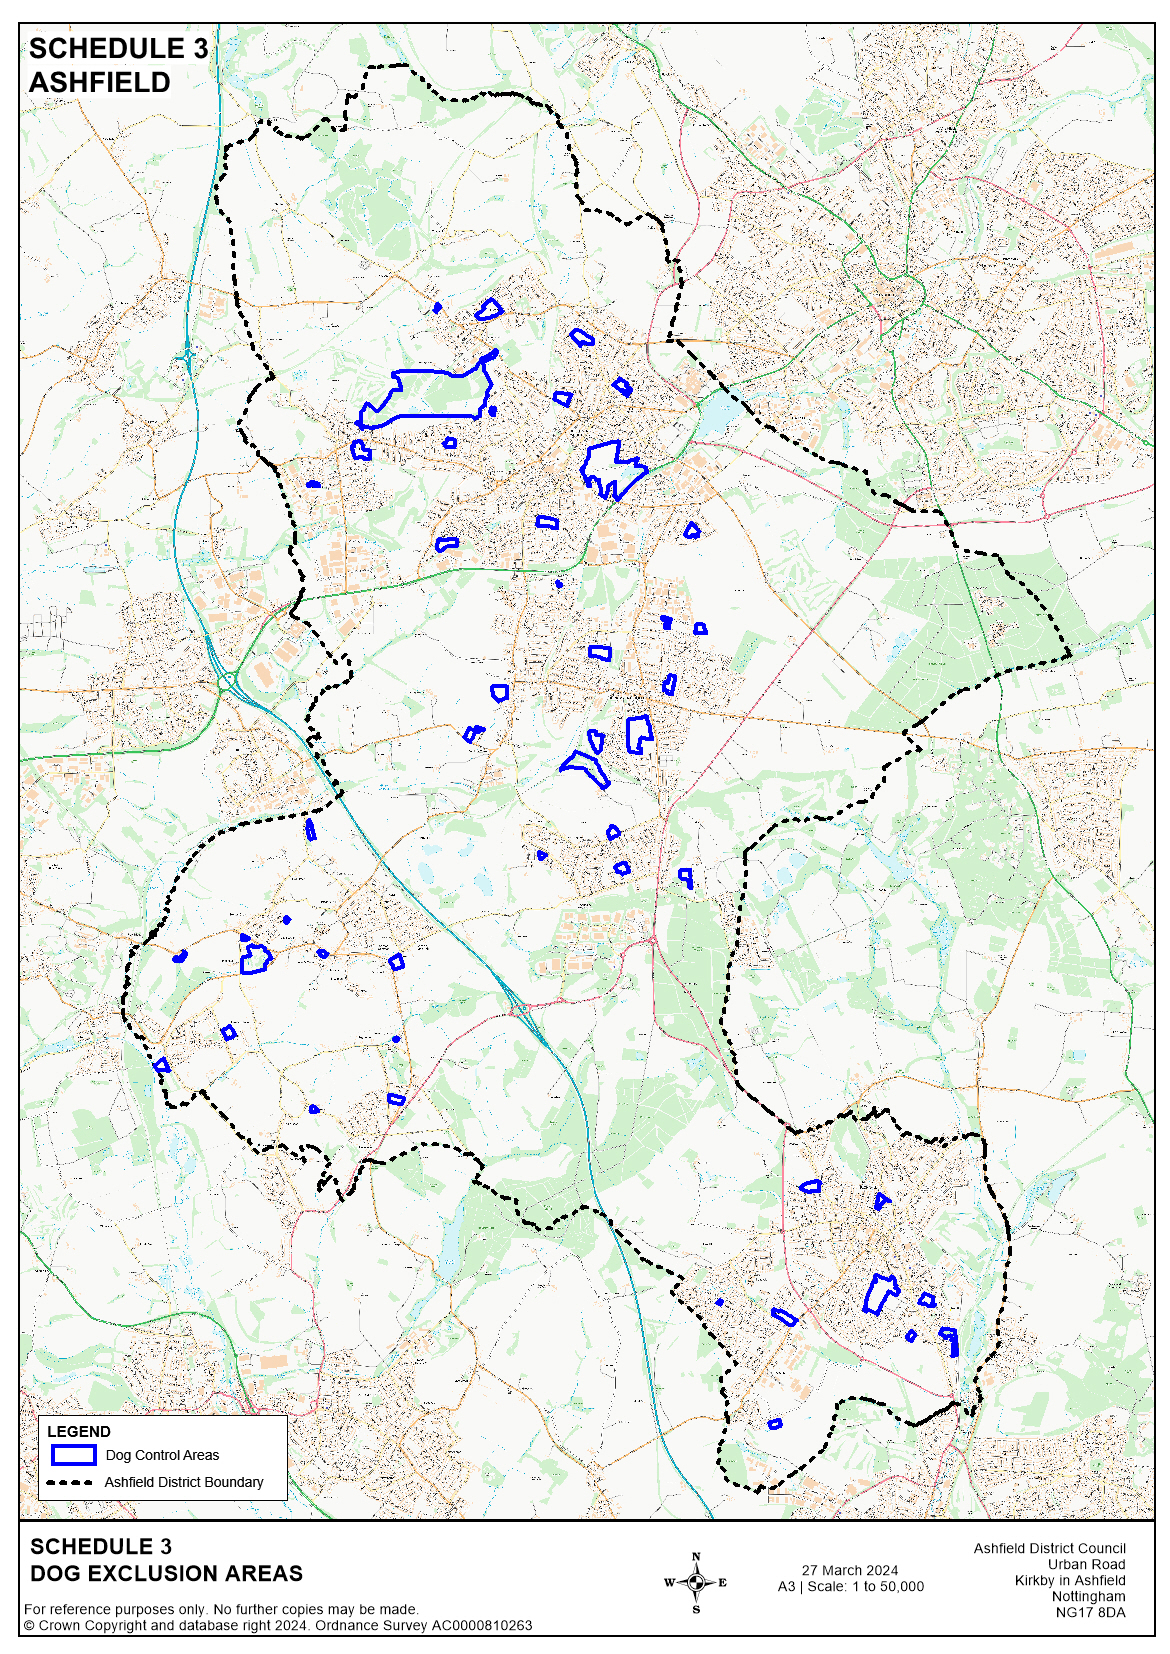 SCHEDULE 3
ASHFIELD
LEGEND
Dog Control Areas
Ashfield District Boundary
SCHEDULE 3
DOG EXCLUSION AREAS
For reference purposes only. No further copies may be made.
© Crown Copyright and database right 2024. Ordnance Survey AC0000810263
N
W E
S
27 March 2024
A3 | Scale: 1 to 50,000
Ashfield District Council
Urban Road
Kirkby in Ashfield
Nottingham
NG17 8DA